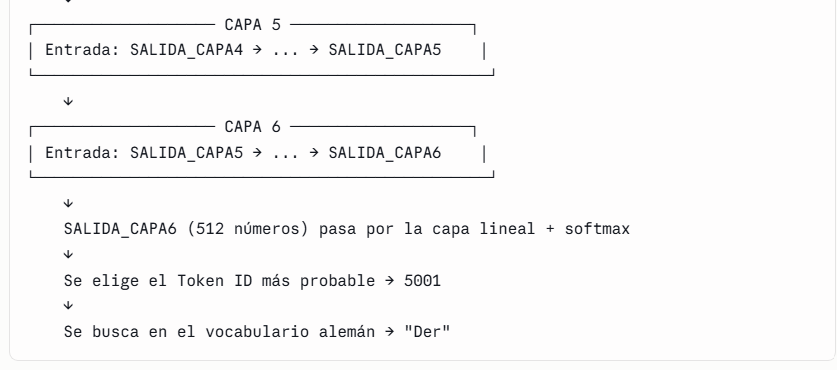 ↓
CAPA 5
Entrada: SALIDA_CAPA4 → ... → SALIDA_CAPA5
↓
CAPA 6
Entrada: SALIDA_CAPA5 → ... → SALIDA_CAPA6
↓
SALIDA_CAPA6 (512 números) pasa por la capa lineal + softmax
↓
Se elige el Token ID más probable → 5001
↓
Se busca en el vocabulario alemán → "Der"